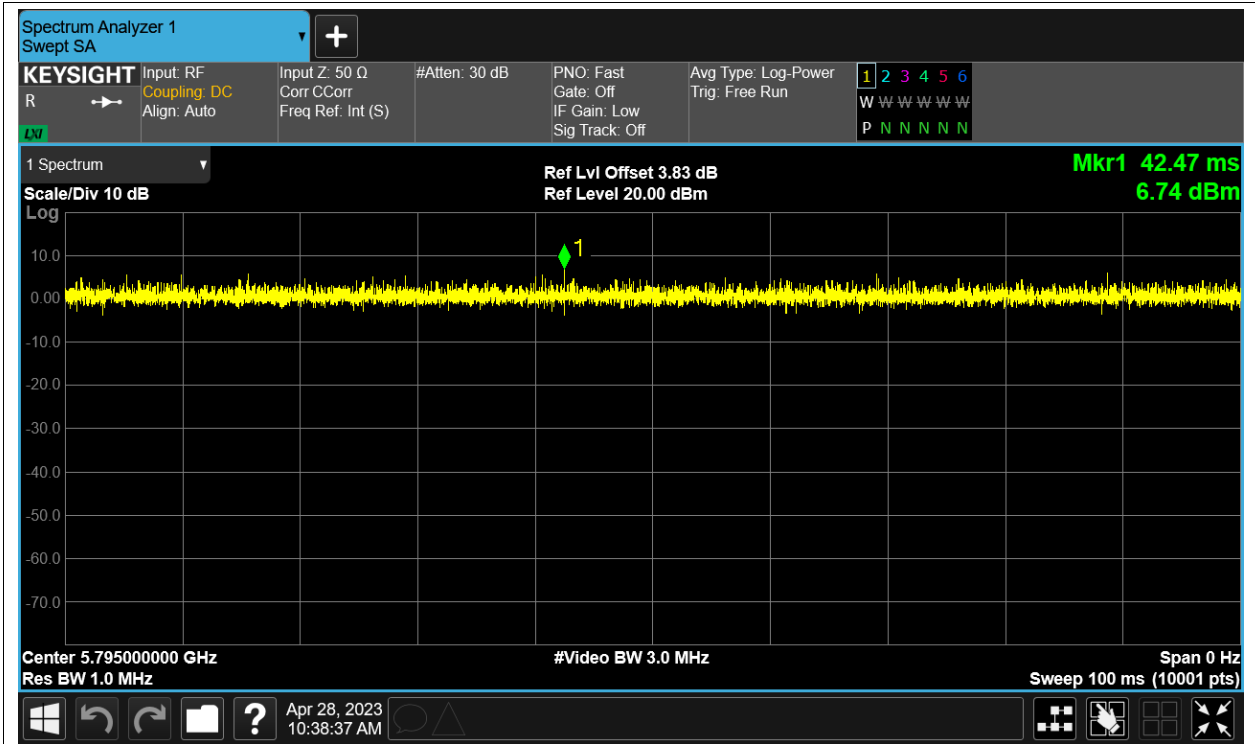 Spectrum Analyzer 1
Swept SA
KEYSIGHT
R
LXI
Input: RF
Coupling: DC
Align: Auto
Input Z: 50 Ω
Corr CCorr
Freq Ref: Int (S)
#Atten: 30 dB
PNO: Fast
Gate: Off
IF Gain: Low
Sig Track: Off
Avg Type: Log-Power
Trig: Free Run
1 2 3 4 5 6
W W W W W W
P N N N N N
1 Spectrum
Scale/Div 10 dB
Ref Lvl Offset 3.83 dB
Ref Level 20.00 dBm
Mkr1 42.47 ms
6.74 dBm
Log
1
10.0
0.00
-10.0
-20.0
-30.0
-40.0
-50.0
-60.0
-70.0
Center 5.795000000 GHz
Res BW 1.0 MHz
#Video BW 3.0 MHz
Span 0 Hz
Sweep 100 ms (10001 pts)
?
Apr 28, 2023
10:38:37 AM